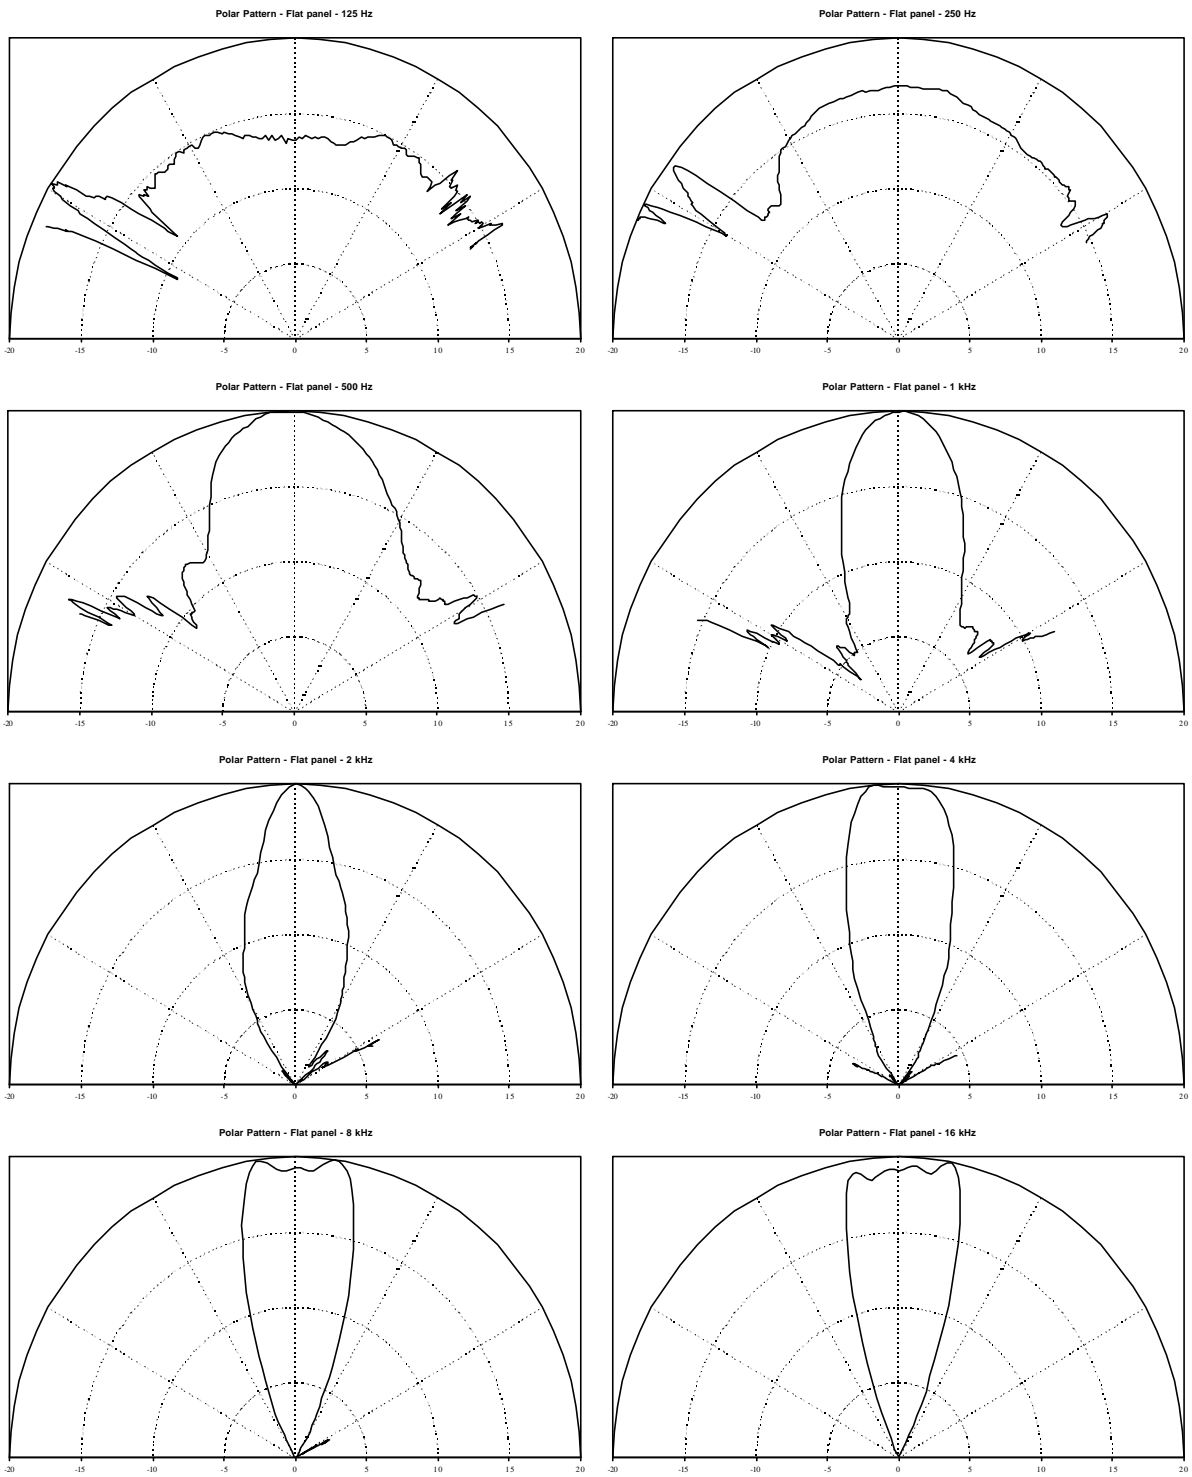 Polar Pattern - Flat panel - 125 Hz
Polar Pattern - Flat panel - 250 Hz
-20 -15 -10 -5 0 5 10 15 20
-20 -15 -10 -5 0 5 10 15 20
Polar Pattern - Flat panel - 500 Hz
Polar Pattern - Flat panel - 1 kHz
-20 -15 -10 -5 0 5 10 15 20
-20 -15 -10 -5 0 5 10 15 20
Polar Pattern - Flat panel - 2 kHz
Polar Pattern - Flat panel - 4 kHz
-20 -15 -10 -5 0 5 10 15 20
-20 -15 -10 -5 0 5 10 15 20
Polar Pattern - Flat panel - 8 kHz
Polar Pattern - Flat panel - 16 kHz
-20 -15 -10 -5 0 5 10 15 20
-20 -15 -10 -5 0 5 10 15 20